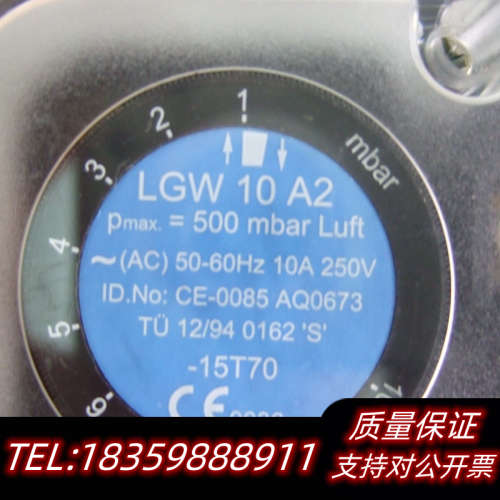 1
2
3
4
5
6
mbar
LGW 10 A2
pmax. = 500 mbar Luft
~(AC) 50-60Hz 10A 250V
ID.No: CE-0085 AQ0673
TÜ 12/94 0162 'S'
-15T70
CE
TEL:18359888911
质量保证
支持对公开票